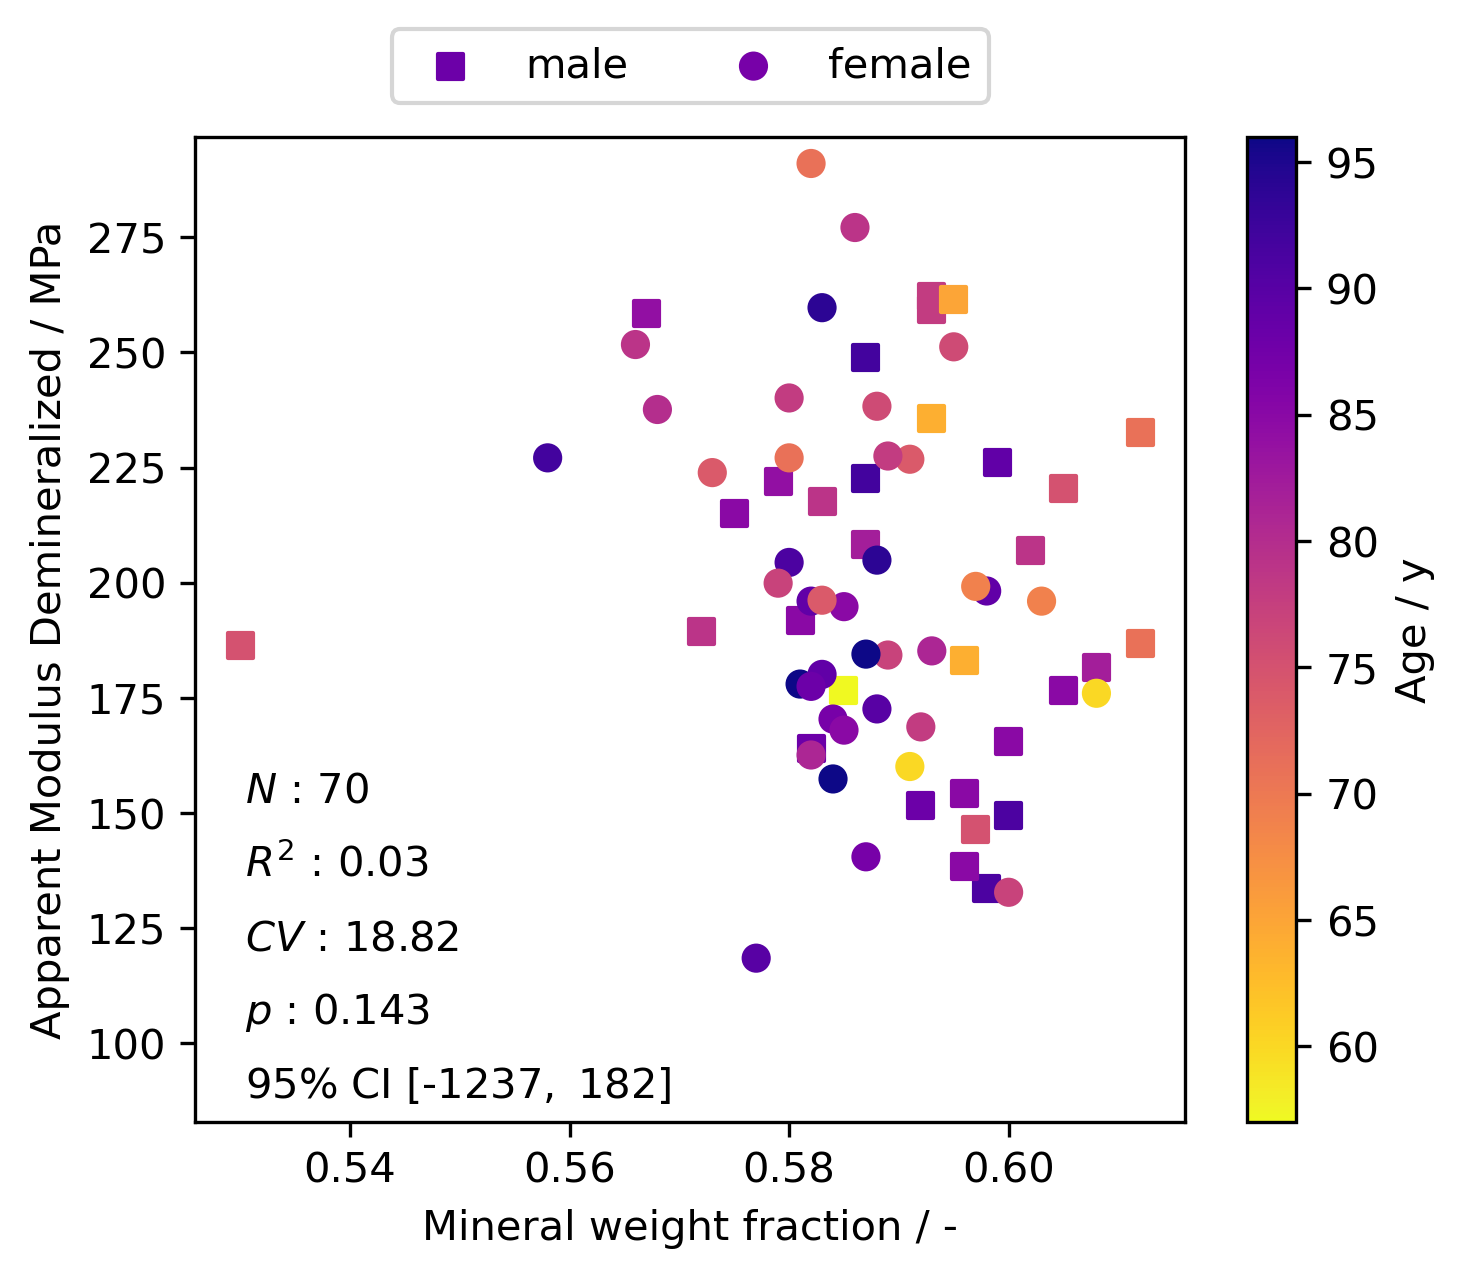 male female
275
250
225
200
175
150
125
100
Apparent Modulus Demineralized / MPa
N : 70
R² : 0.03
CV : 18.82
p : 0.143
95% CI [-1237, 182]
0.54 0.56 0.58 0.60
Mineral weight fraction / -
95
90
85
80
75
70
65
60
Age / y